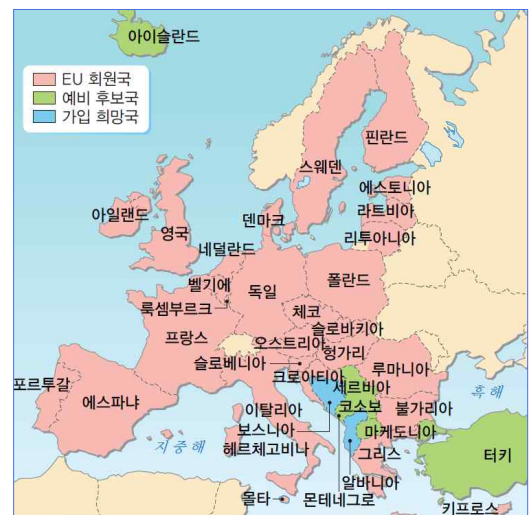 아이슬란드
EU 회원국
예비 후보국
가입 희망국
핀란드
스웨덴
에스토니아
라트비아
리투아니아
아일랜드
영국
덴마크
네덜란드
벨기에
독일
폴란드
룩셈부르크
체코
슬로바키아
프랑스
오스트리아
헝가리
슬로베니아
루마니아
크로아티아
세르비아
포르투갈
에스파냐
이탈리아
코소보
불가리아
흑해
지중해
보스니아
헤르체고비나
마케도니아
그리스
터키
알바니아
몰타
몬테네그로
키프로스